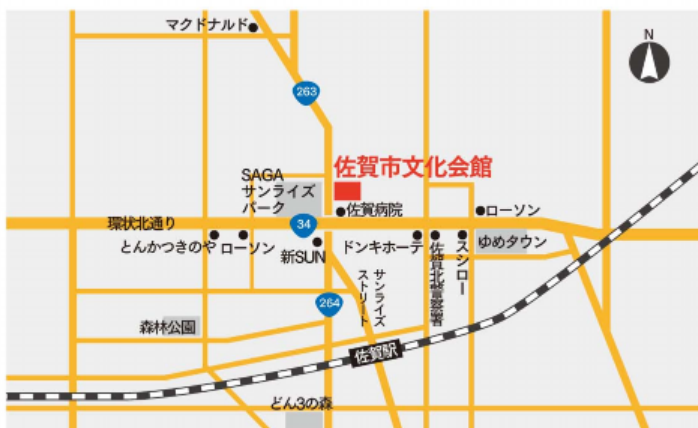 マクドナルド
N
263
佐賀市文化会館
SAGA
サンライズ
パーク
佐賀病院
ローソン
環状北通り
34
とんかつきのや
ローソン
新SUN
ドンキホーテ
佐賀北警察署
スシロー
ゆめタウン
サンライズ
ストリート
264
森林公園
佐賀駅
どん3の森